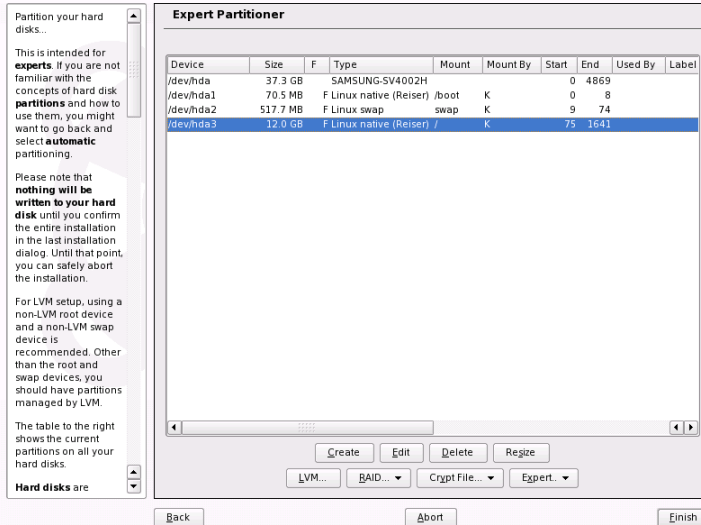 Partition your hard
disks...
This is intended for
experts. If you are not
familiar with the
concepts of hard disk
partitions and how to
use them, you might
want to go back and
select automatic
partitioning.
Please note that
nothing will be
written to your hard
disk until you confirm
the entire installation
in the last installation
dialog. Until that point,
you can safely abort
the installation.
For LVM setup, using a
non-LVM root device
and a non-LVM swap
device is
recommended. Other
than the root and
swap devices, you
should have partitions
managed by LVM.
The table to the right
shows the current
partitions on all your
hard disks.
Hard disks are
Expert Partitioner
Device Size F Type Mount Mount By Start End Used By Label
/dev/hda 37.3 GB SAMSUNG-SV4002H 0 4869
/dev/hda1 70.5 MB F Linux native (Reiser) /boot K 0 8
/dev/hda2 517.7 MB F Linux swap swap K 9 74
/dev/hda3 12.0 GB F Linux native (Reiser) / K 75 1641
Create Edit Delete Resize
LVM... RAID... Crypt File... Expert..
Back Abort Finish